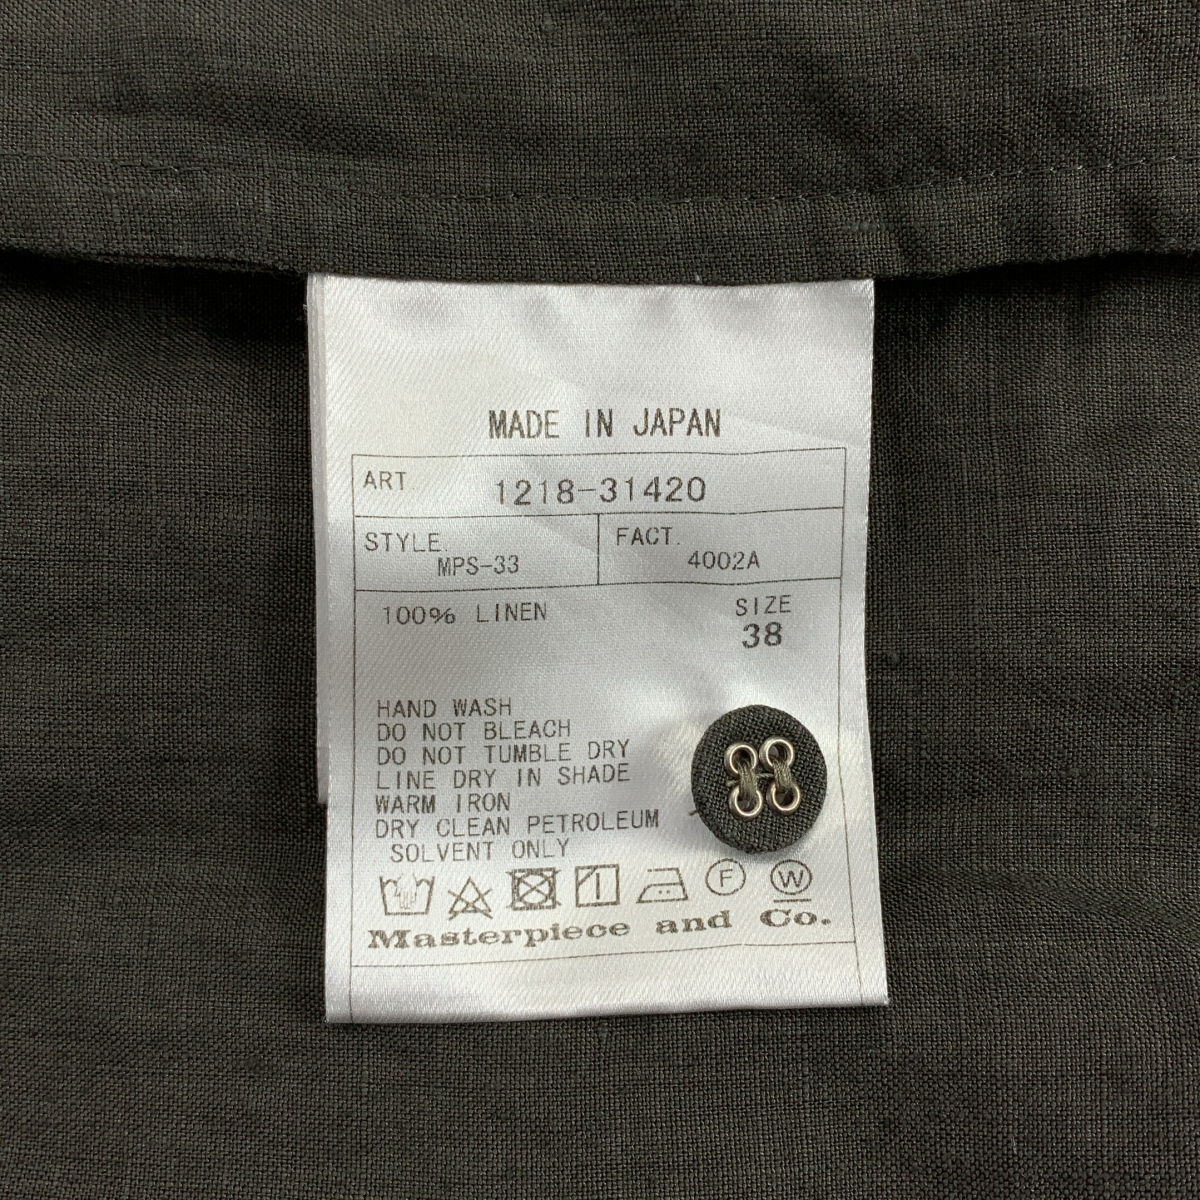 MADE IN JAPAN
ART. 1218-31420
STYLE. MPS-33
FACT. 4002A
100% LINEN
SIZE
38
HAND WASH
DO NOT BLEACH
DO NOT TUMBLE DRY
LINE DRY IN SHADE
WARM IRON
DRY CLEAN PETROLEUM
SOLVENT ONLY
F W
Masterpiece and Co.